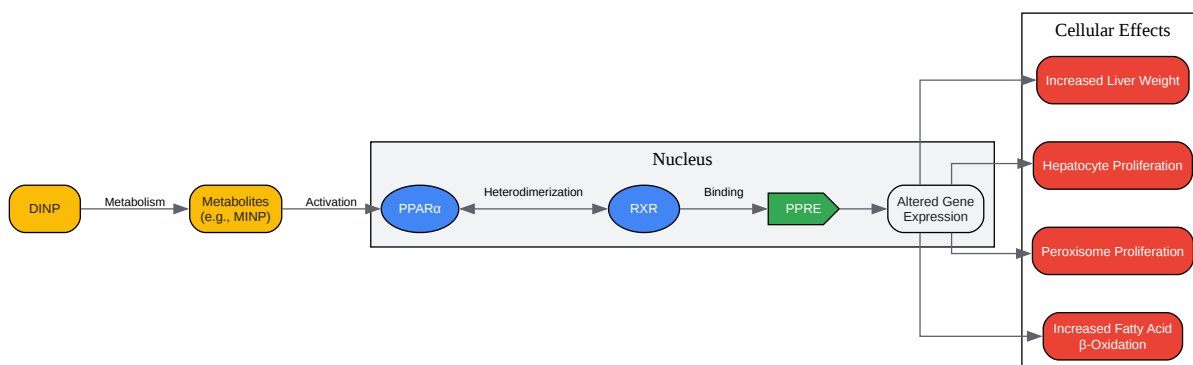 Cellular Effects
Increased Liver Weight
Nucleus
Hepatocyte Proliferation
DINP
Metabolism
Metabolites
(e.g., MINP)
Activation
PPARα
Heterodimerization
RXR
Binding
PPRE
Altered Gene
Expression
Peroxisome Proliferation
Increased Fatty Acid
β-Oxidation